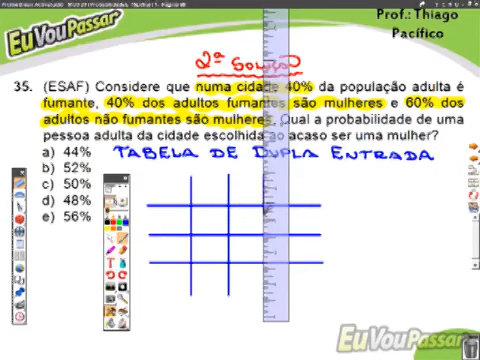 EuVouPassar
Prof.: Thiago
Pacífico
2ª Solução
35. (ESAF) Considere que numa cidade 40% da população adulta é
fumante, 40% dos adultos fumantes são mulheres e 60% dos
adultos não fumantes são mulheres. Qual a probabilidade de uma
pessoa adulta da cidade escolhida ao acaso ser uma mulher?
a) 44%
Tabela de Dupla Entrada
b) 52%
c) 50%
d) 48%
e) 56%
EuVouPassar